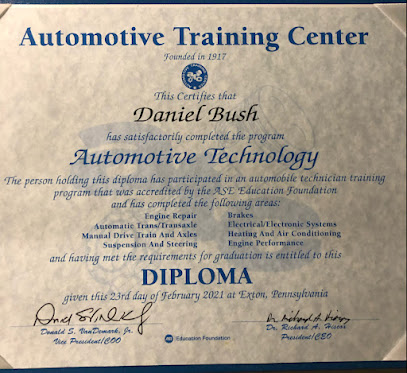 Automotive Training Center
Founded in 1917
This Certifies that
Daniel Bush
has satisfactorily completed the program
Automotive Technology
The person holding this diploma has participated in an automobile technician training
program that was accredited by the ASE Education Foundation
and has completed the following areas:
Engine Repair Brakes
Automatic Trans/Transaxle Electrical/Electronic Systems
Manual Drive Train And Axles Heating And Air Conditioning
Suspension And Steering Engine Performance
and having met the requirements for graduation is entitled to this
DIPLOMA
given this 23rd day of February 2021 at Exton, Pennsylvania
Donald S. VanDemark, Jr. Dr. Richard A. Hiscox
Vice President/COO President/CEO
Education Foundation